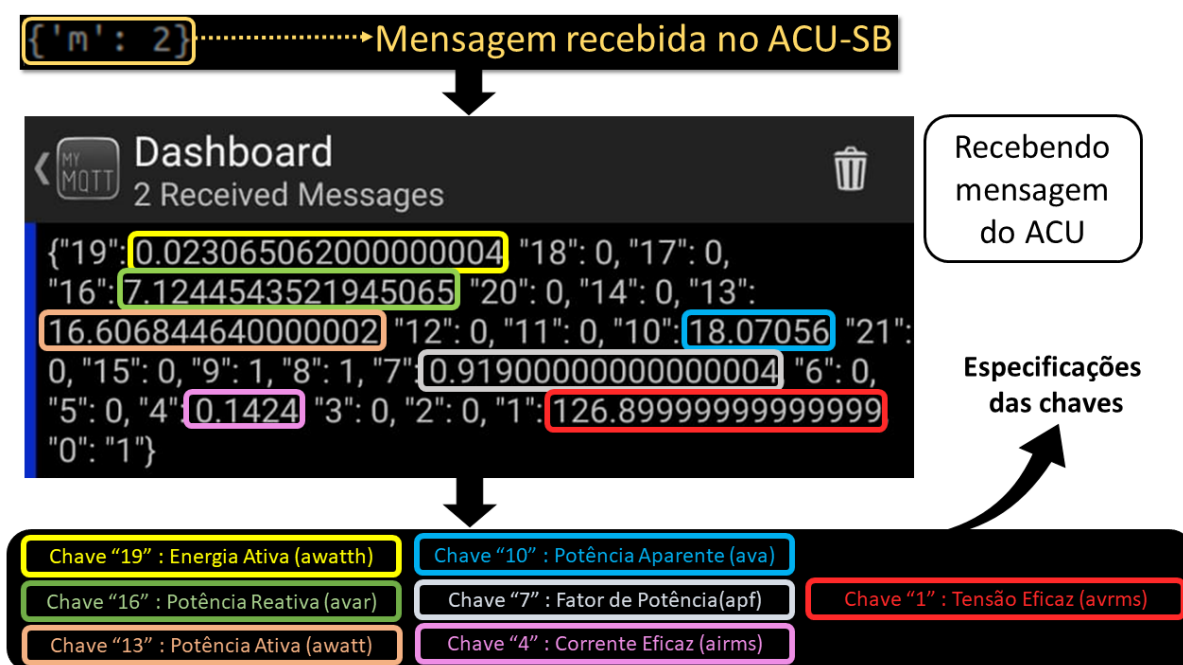 {'m': 2} Mensagem recebida no ACU-SB
MY MQTT
Dashboard
2 Received Messages
Recebendo
mensagem
do ACU
{"19": 0.023065062000000004 "18": 0, "17": 0,
"16": 7.1244543521945065 "20": 0, "14": 0, "13":
16.606844640000002 "12": 0, "11": 0, "10": 18.07056 "21":
0, "15": 0, "9": 1, "8": 1, "7": 0.91900000000000004 "6": 0,
"5": 0, "4": 0.1424 "3": 0, "2": 0, "1": 126.89999999999999,
"0": "1"}
Especificações
das chaves
Chave "19" : Energia Ativa (awatth)
Chave "10" : Potência Aparente (ava)
Chave "16" : Potência Reativa (avar)
Chave "7" : Fator de Potência(apf)
Chave "1" : Tensão Eficaz (avrms)
Chave "13" : Potência Ativa (awatt)
Chave "4" : Corrente Eficaz (airms)